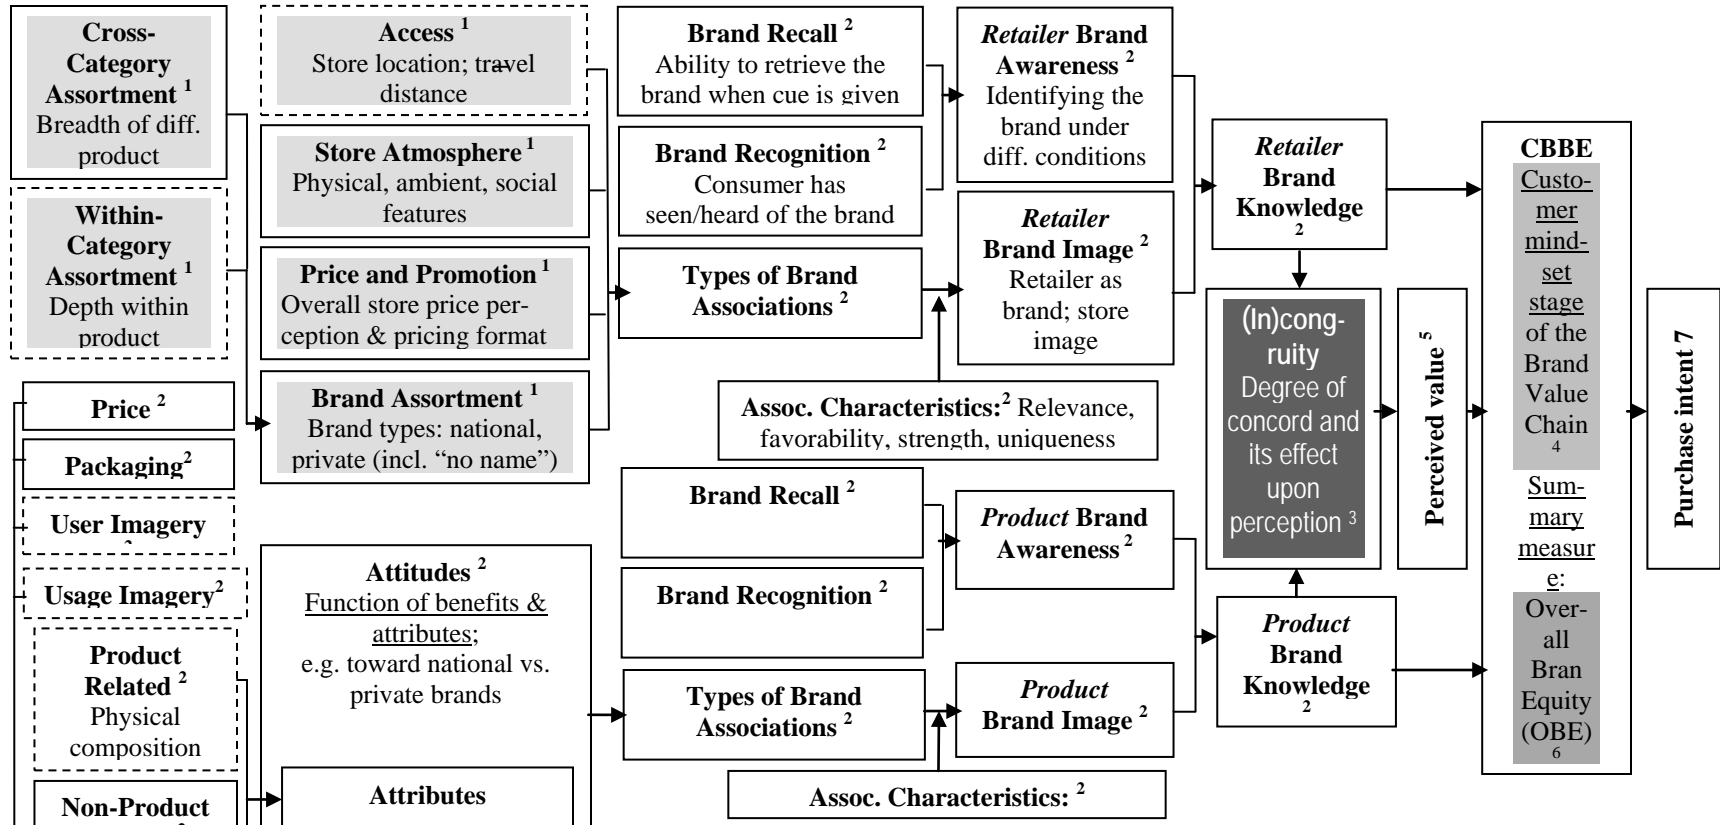 Cross-
Category
Assortment 1
Breadth of diff.
product
Within-
Category
Assortment 1
Depth within
product
Price 2
Packaging2
User Imagery
Usage Imagery2
Product
Related 2
Physical
composition
Non-Product
Access 1
Store location; travel
distance
Store Atmosphere 1
Physical, ambient, social
features
Price and Promotion 1
Overall store price per-
ception & pricing format
Brand Assortment 1
Brand types: national,
private (incl. “no name”)
Attitudes 2
Function of benefits &
attributes;
e.g. toward national vs.
private brands
Attributes
Brand Recall 2
Ability to retrieve the
brand when cue is given
Brand Recognition 2
Consumer has
seen/heard of the brand
Types of Brand
Associations 2
Assoc. Characteristics:2 Relevance,
favorability, strength, uniqueness
Brand Recall 2
Brand Recognition 2
Types of Brand
Associations 2
Assoc. Characteristics: 2
Retailer Brand
Awareness 2
Identifying the
brand under
diff. conditions
Retailer
Brand Image 2
Retailer as
brand; store
image
Product Brand
Awareness 2
Product
Brand Image 2
Retailer
Brand
Knowledge
2
(In)cong-
ruity
Degree of
concord and
its effect
upon
perception 3
Product
Brand
Knowledge
2
Perceived value 5
CBBE
Custo-
mer
mind-
set
stage
of the
Brand
Value
Chain
4
Sum-
mary
measur
e:
Over-
all
Bran
Equity
(OBE)
6
Purchase intent 7